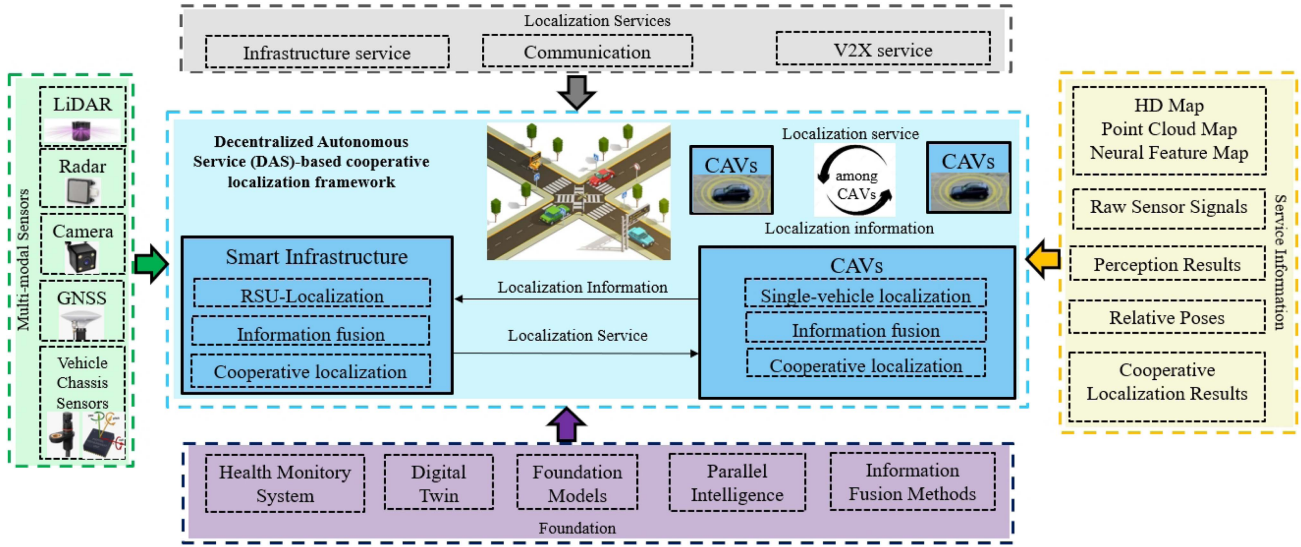 Localization Services
Infrastructure service
Communication
V2X service
Multi-modal Sensors
LiDAR
Radar
Camera
GNSS
Vehicle
Chassis
Sensors
Decentralized Autonomous
Service (DAS)-based cooperative
localization framework
Localization service
CAVs
among
CAVs
CAVs
Localization information
Smart Infrastructure
RSU-Localization
Information fusion
Cooperative localization
Localization Information
Localization Service
CAVs
Single-vehicle localization
Information fusion
Cooperative localization
HD Map
Point Cloud Map
Neural Feature Map
Raw Sensor Signals
Perception Results
Relative Poses
Cooperative
Localization Results
Service Information
Health Monitory
System
Digital
Twin
Foundation
Models
Parallel
Intelligence
Information
Fusion Methods
Foundation